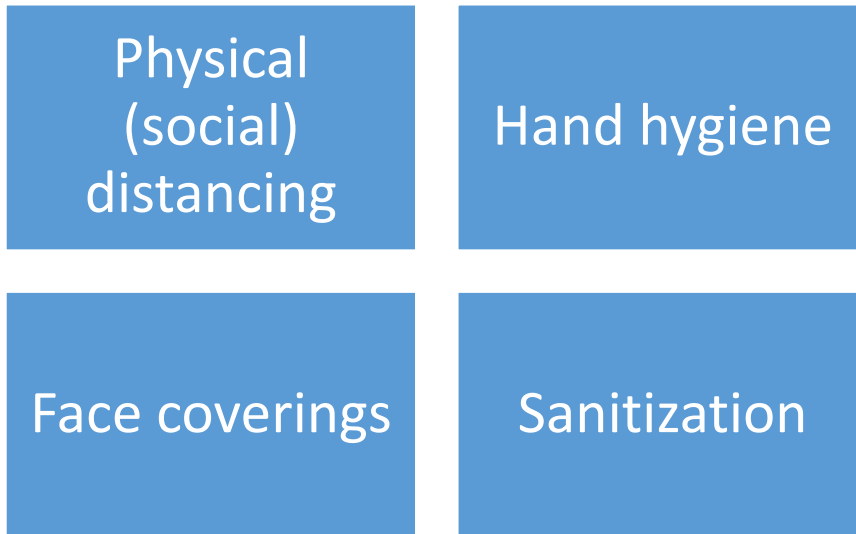 Physical
(social)
distancing
Hand hygiene
Face coverings
Sanitization